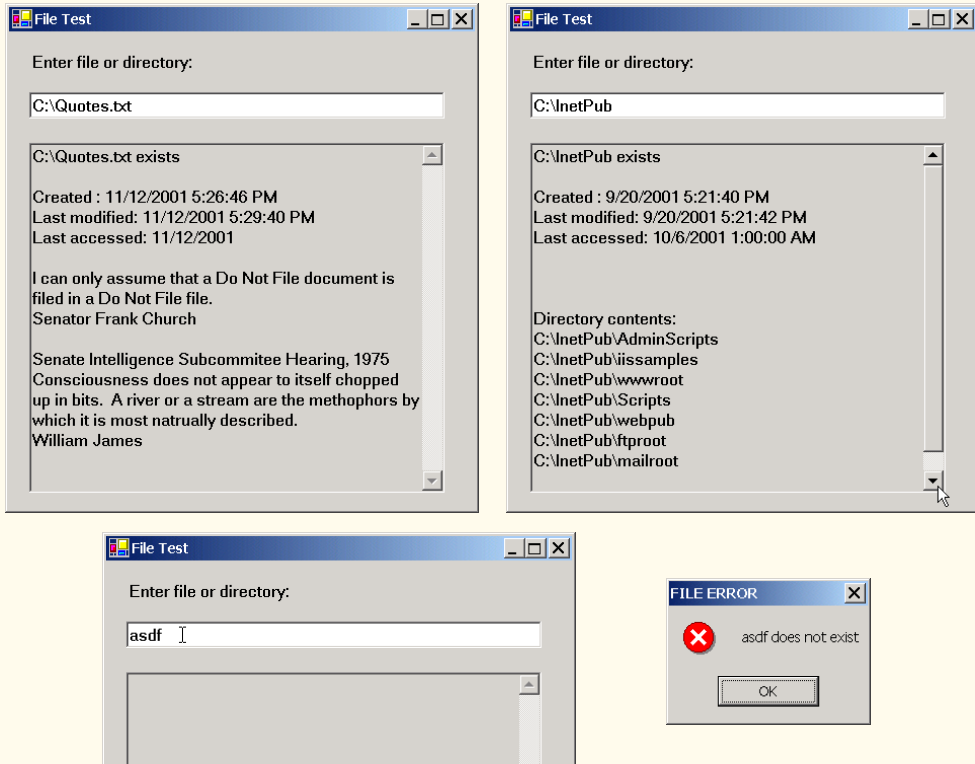 File Test
Enter file or directory:
C:\Quotes.txt
C:\Quotes.txt exists
Created : 11/12/2001 5:26:46 PM
Last modified: 11/12/2001 5:29:40 PM
Last accessed: 11/12/2001
I can only assume that a Do Not File document is
filed in a Do Not File file.
Senator Frank Church
Senate Intelligence Subcommitee Hearing, 1975
Consciousness does not appear to itself chopped
up in bits.  A river or a stream are the methophors by
which it is most natrually described.
William James
File Test
Enter file or directory:
C:\InetPub
C:\InetPub exists
Created : 9/20/2001 5:21:40 PM
Last modified: 9/20/2001 5:21:42 PM
Last accessed: 10/6/2001 1:00:00 AM
Directory contents:
C:\InetPub\AdminScripts
C:\InetPub\iissamples
C:\InetPub\wwwroot
C:\InetPub\Scripts
C:\InetPub\webpub
C:\InetPub\ftproot
C:\InetPub\mailroot
File Test
Enter file or directory:
asdf
FILE ERROR
asdf does not exist
OK